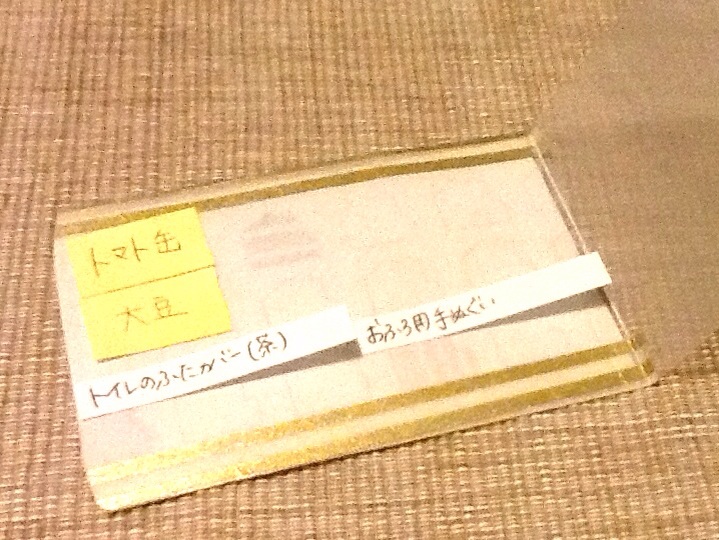 トマト缶
大豆
トイレのふたカバー(茶)
おふろ用手ぬぐい